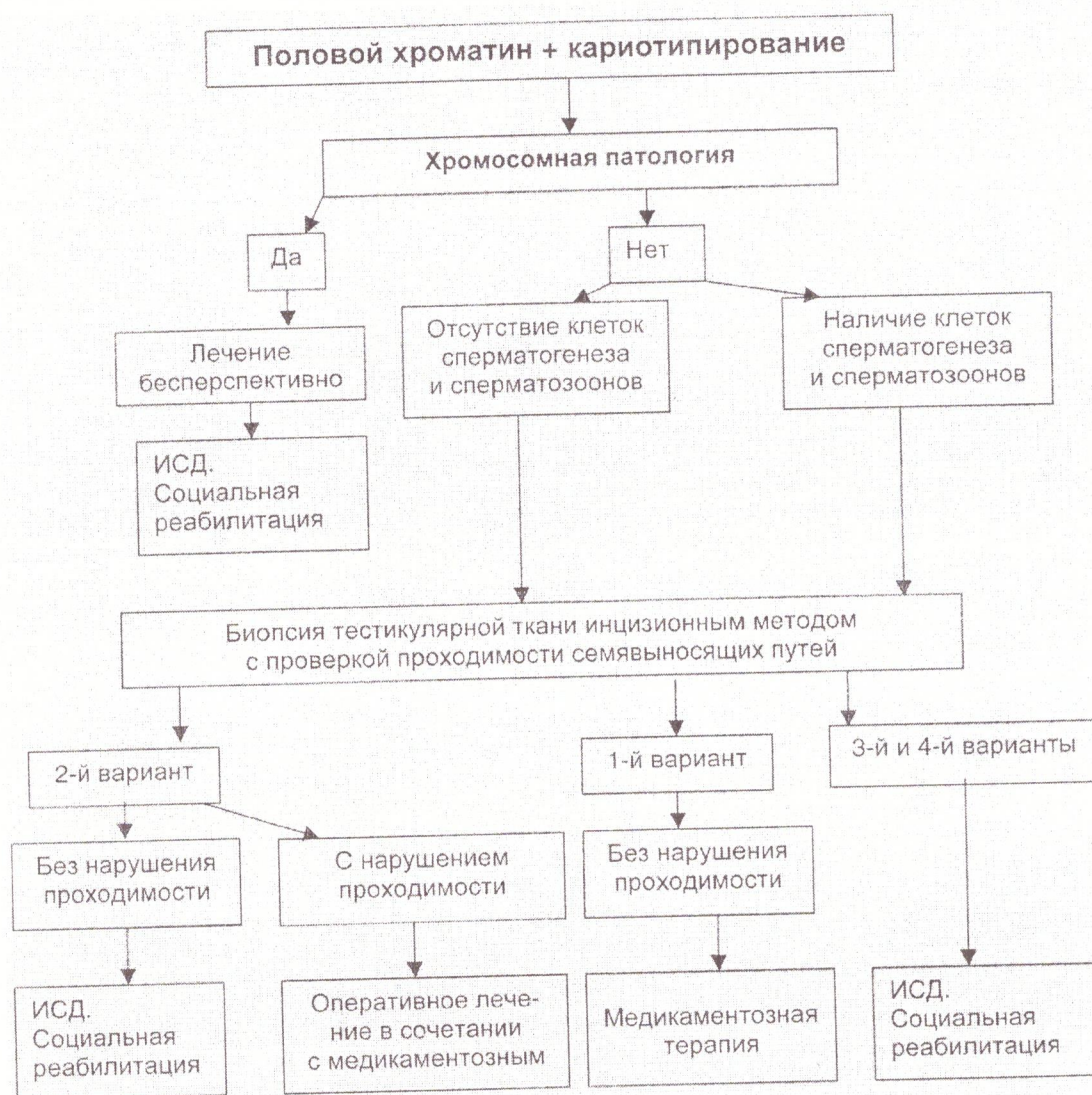 Половой хроматин + кариотипирование
Хромосомная патология
Да
Нет
Лечение
бесперспективно
Отсутствие клеток
сперматогенеза
и сперматозоонов
Наличие клеток
сперматогенеза
и сперматозоонов
ИСД.
Социальная
реабилитация
Биопсия тестикулярной ткани инцизионным методом
с проверкой проходимости семявыносящих путей
2-й вариант
1-й вариант
3-й и 4-й варианты
Без нарушения
проходимости
С нарушением
проходимости
Без нарушения
проходимости
ИСД.
Социальная
реабилитация
Оперативное лече-
ние в сочетании
с медикаментозным
Медикаментозная
терапия
ИСД.
Социальная
реабилитация